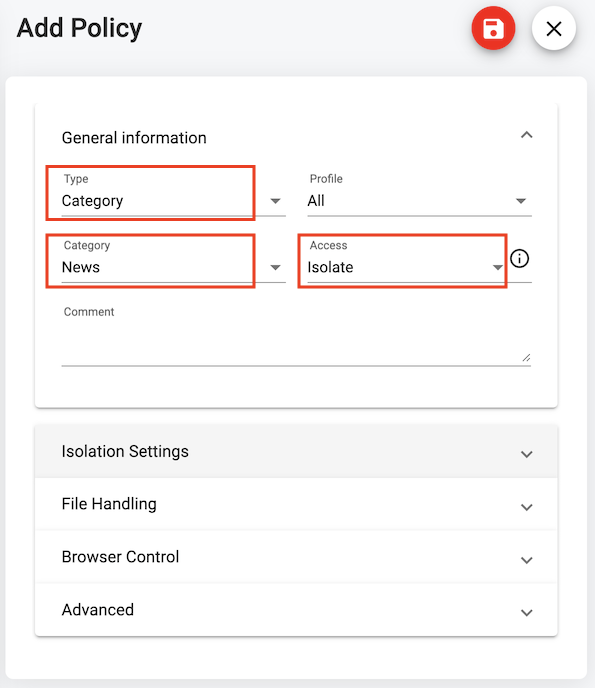 Add Policy
General information
Type
Profile
Category
All
Category
Access
News
Isolate
Comment
Isolation Settings
File Handling
Browser Control
Advanced